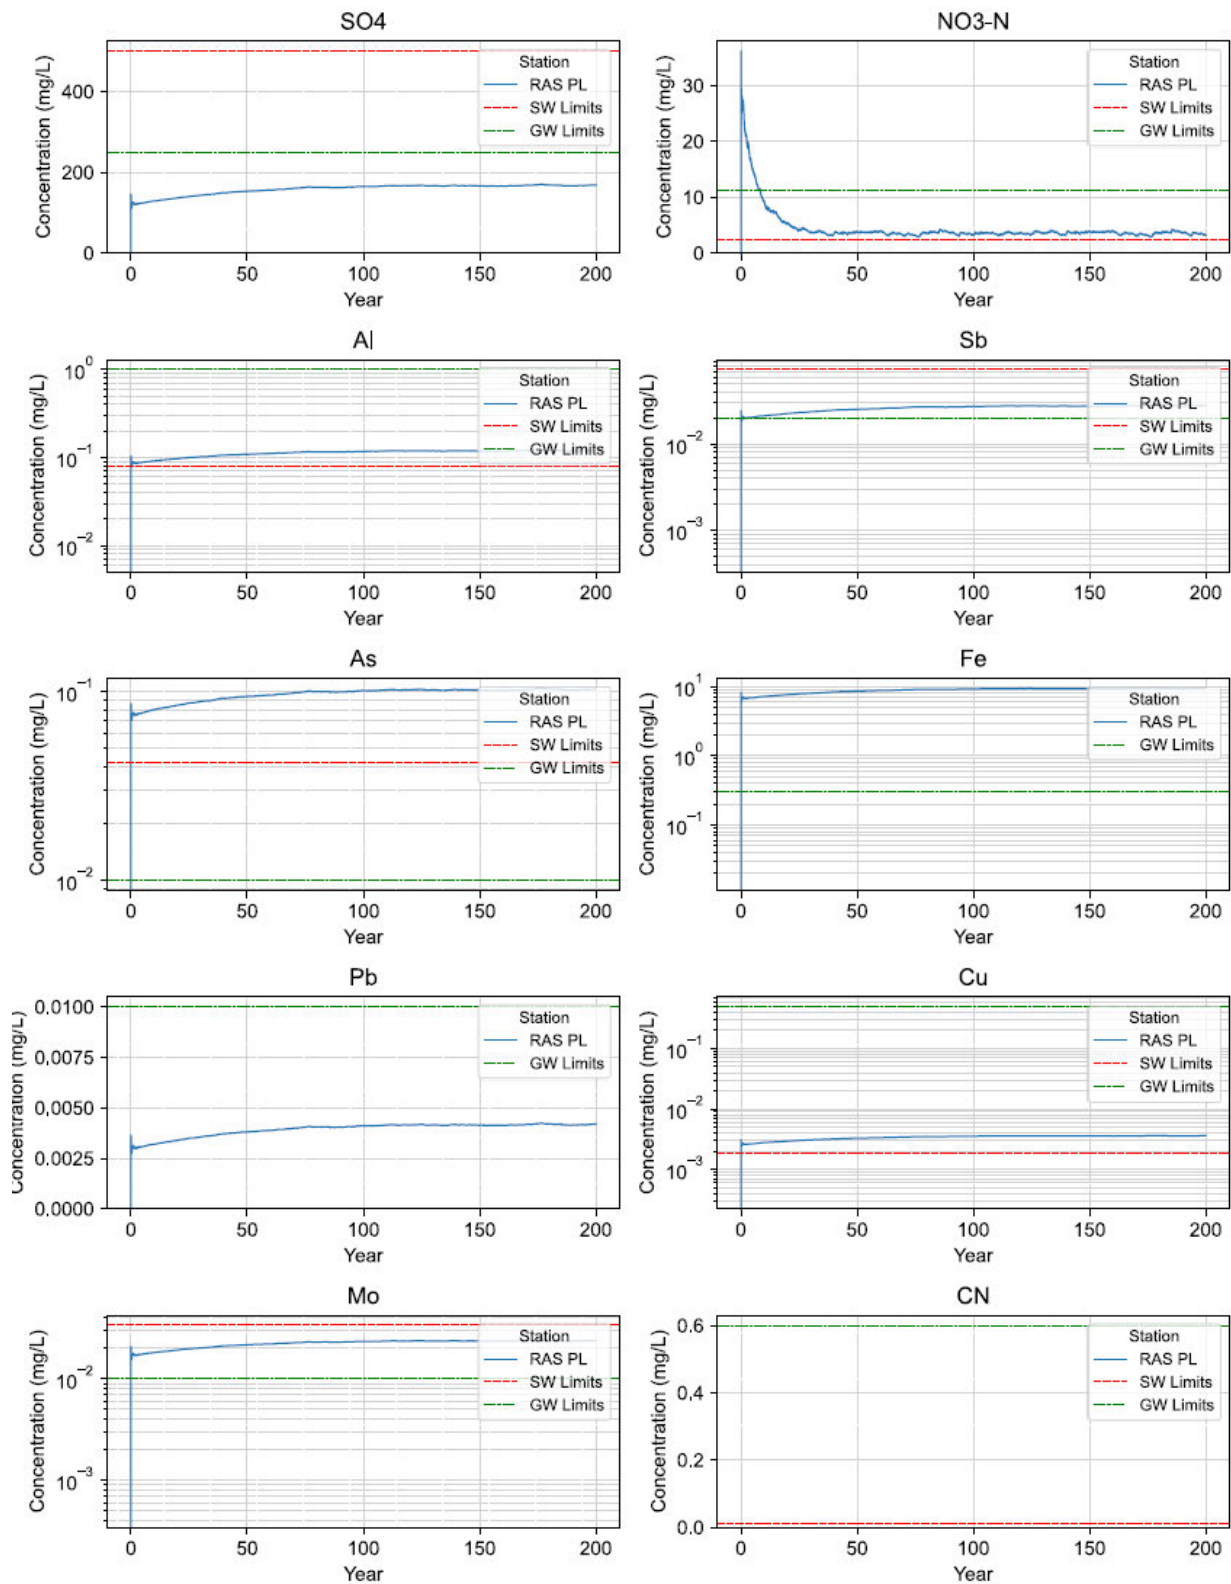 SO4
Concentration (mg/L)
400
200
0
0 50 100 150 200
Year
Station
RAS PL
SW Limits
GW Limits
NO3-N
Concentration (mg/L)
30
20
10
0
0 50 100 150 200
Year
Station
RAS PL
SW Limits
GW Limits
Al
Concentration (mg/L)
10⁰
10⁻¹
10⁻²
0 50 100 150 200
Year
Station
RAS PL
SW Limits
GW Limits
Sb
Concentration (mg/L)
10⁻²
10⁻³
0 50 100 150 200
Year
Station
RAS PL
SW Limits
GW Limits
As
Concentration (mg/L)
10⁻¹
10⁻²
0 50 100 150 200
Year
Station
RAS PL
SW Limits
GW Limits
Fe
Concentration (mg/L)
10¹
10⁰
10⁻¹
0 50 100 150 200
Year
Station
RAS PL
GW Limits
Pb
Concentration (mg/L)
0.0100
0.0075
0.0050
0.0025
0.0000
0 50 100 150 200
Year
Station
RAS PL
GW Limits
Cu
Concentration (mg/L)
10⁻¹
10⁻²
10⁻³
0 50 100 150 200
Year
Station
RAS PL
SW Limits
GW Limits
Mo
Concentration (mg/L)
10⁻²
10⁻³
0 50 100 150 200
Year
Station
RAS PL
SW Limits
GW Limits
CN
Concentration (mg/L)
0.6
0.4
0.2
0.0
0 50 100 150 200
Year
Station
RAS PL
SW Limits
GW Limits